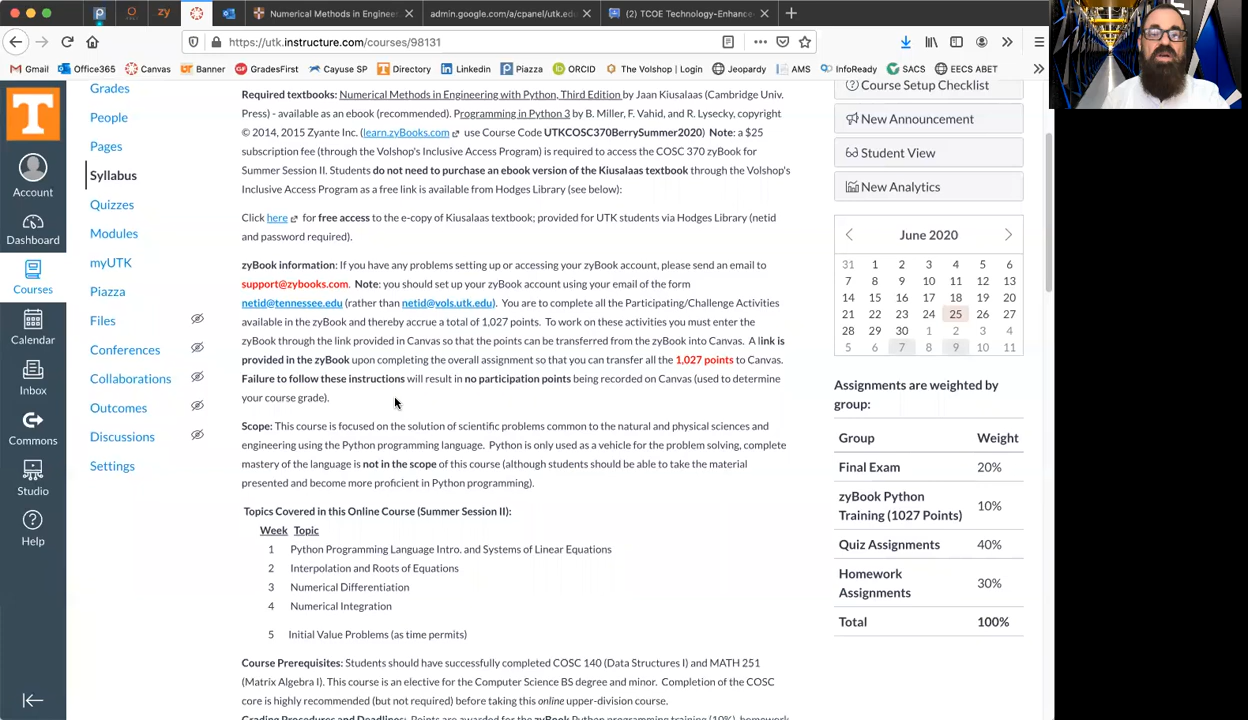 Numerical Methods in Enginee
admin.google.com/a/cpanel/utk.ed
(2) TCOE Technology-Enhance
https://utk.instructure.com/courses/98131
Gmail
Office365
Canvas
Banner
GradesFirst
Cayuse SP
Directory
Linkedin
Piazza
ORCID
The Volshop | Login
Jeopardy
AMS
InfoReady
SACS
EECS ABET
Account
Dashboard
Courses
Calendar
Inbox
Commons
Studio
Help
Grades
People
Pages
Syllabus
Quizzes
Modules
myUTK
Piazza
Files
Conferences
Collaborations
Outcomes
Discussions
Settings
Required textbooks: Numerical Methods in Engineering with Python, Third Edition by Jaan Kiusalaas (Cambridge Univ.
Press) - available as an ebook (recommended). Programming in Python 3 by B. Miller, F. Vahid, and R. Lysecky, copyright
© 2014, 2015 Zyante Inc. (learn.zyBooks.com use Course Code UTKCOSC370BerrySummer2020) Note: a $25
subscription fee (through the Volshop's Inclusive Access Program) is required to access the COSC 370 zyBook for
Summer Session II. Students do not need to purchase an ebook version of the Kiusalaas textbook through the Volshop's
Inclusive Access Program as a free link is available from Hodges Library (see below):
Click here for free access to the e-copy of Kiusalaas textbook; provided for UTK students via Hodges Library (netid
and password required).
zyBook information: If you have any problems setting up or accessing your zyBook account, please send an email to
support@zybooks.com. Note: you should set up your zyBook account using your email of the form
netid@tennessee.edu (rather than netid@vols.utk.edu). You are to complete all the Participating/Challenge Activities
available in the zyBook and thereby accrue a total of 1,027 points. To work on these activities you must enter the
zyBook through the link provided in Canvas so that the points can be transferred from the zyBook into Canvas. A link is
provided in the zyBook upon completing the overall assignment so that you can transfer all the 1,027 points to Canvas.
Failure to follow these instructions will result in no participation points being recorded on Canvas (used to determine
your course grade).
Scope: This course is focused on the solution of scientific problems common to the natural and physical sciences and
engineering using the Python programming language. Python is only used as a vehicle for the problem solving, complete
mastery of the language is not in the scope of this course (although students should be able to take the material
presented and become more proficient in Python programming).
Topics Covered in this Online Course (Summer Session II):
Week Topic
1 Python Programming Language Intro. and Systems of Linear Equations
2 Interpolation and Roots of Equations
3 Numerical Differentiation
4 Numerical Integration
5 Initial Value Problems (as time permits)
Course Prerequisites: Students should have successfully completed COSC 140 (Data Structures I) and MATH 251
(Matrix Algebra I). This course is an elective for the Computer Science BS degree and minor. Completion of the COSC
core is highly recommended (but not required) before taking this online upper-division course.
Grading Procedures and Deadlines: Points are awarded for the zyBook Python programming training (10%), homework
Course Setup Checklist
New Announcement
Student View
New Analytics
June 2020
31 1 2 3 4 5 6
7 8 9 10 11 12 13
14 15 16 17 18 19 20
21 22 23 24 25 26 27
28 29 30 1 2 3 4
5 6 7 8 9 10 11
Assignments are weighted by
group:
Group Weight
Final Exam 20%
zyBook Python
Training (1027 Points) 10%
Quiz Assignments 40%
Homework
Assignments 30%
Total 100%